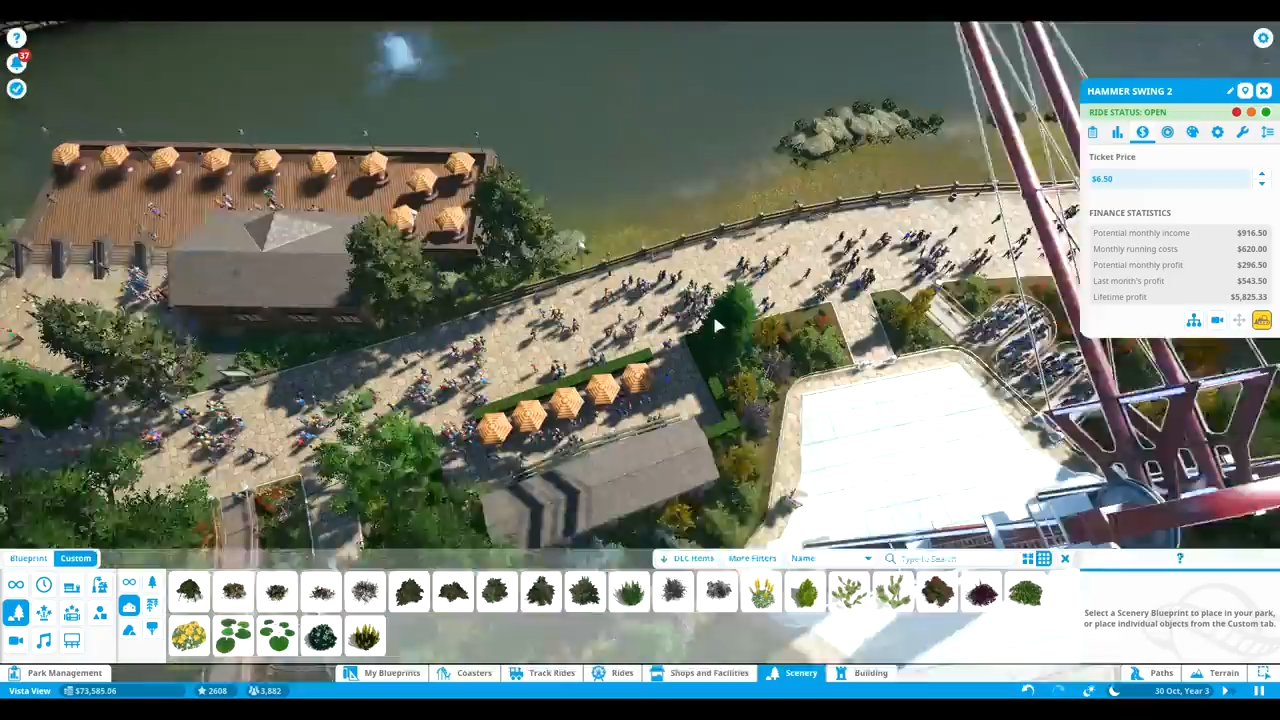 ?
37
HAMMER SWING 2
RIDE STATUS: OPEN
Ticket Price
$6.50
FINANCE STATISTICS
Potential monthly income $916.50
Monthly running costs $620.00
Potential monthly profit $296.50
Last month's profit $543.50
Lifetime profit $5,825.33
Blueprint Custom DLC Items More Filters Name Type to Search ?
Select a Scenery Blueprint to place in your park,
or place individual objects from the Custom tab.
Park Management My Blueprints Coasters Track Rides Rides Shops and Facilities Scenery Building Paths Terrain
Vista View $73,585.06 2608 3,882 30 Oct, Year 3